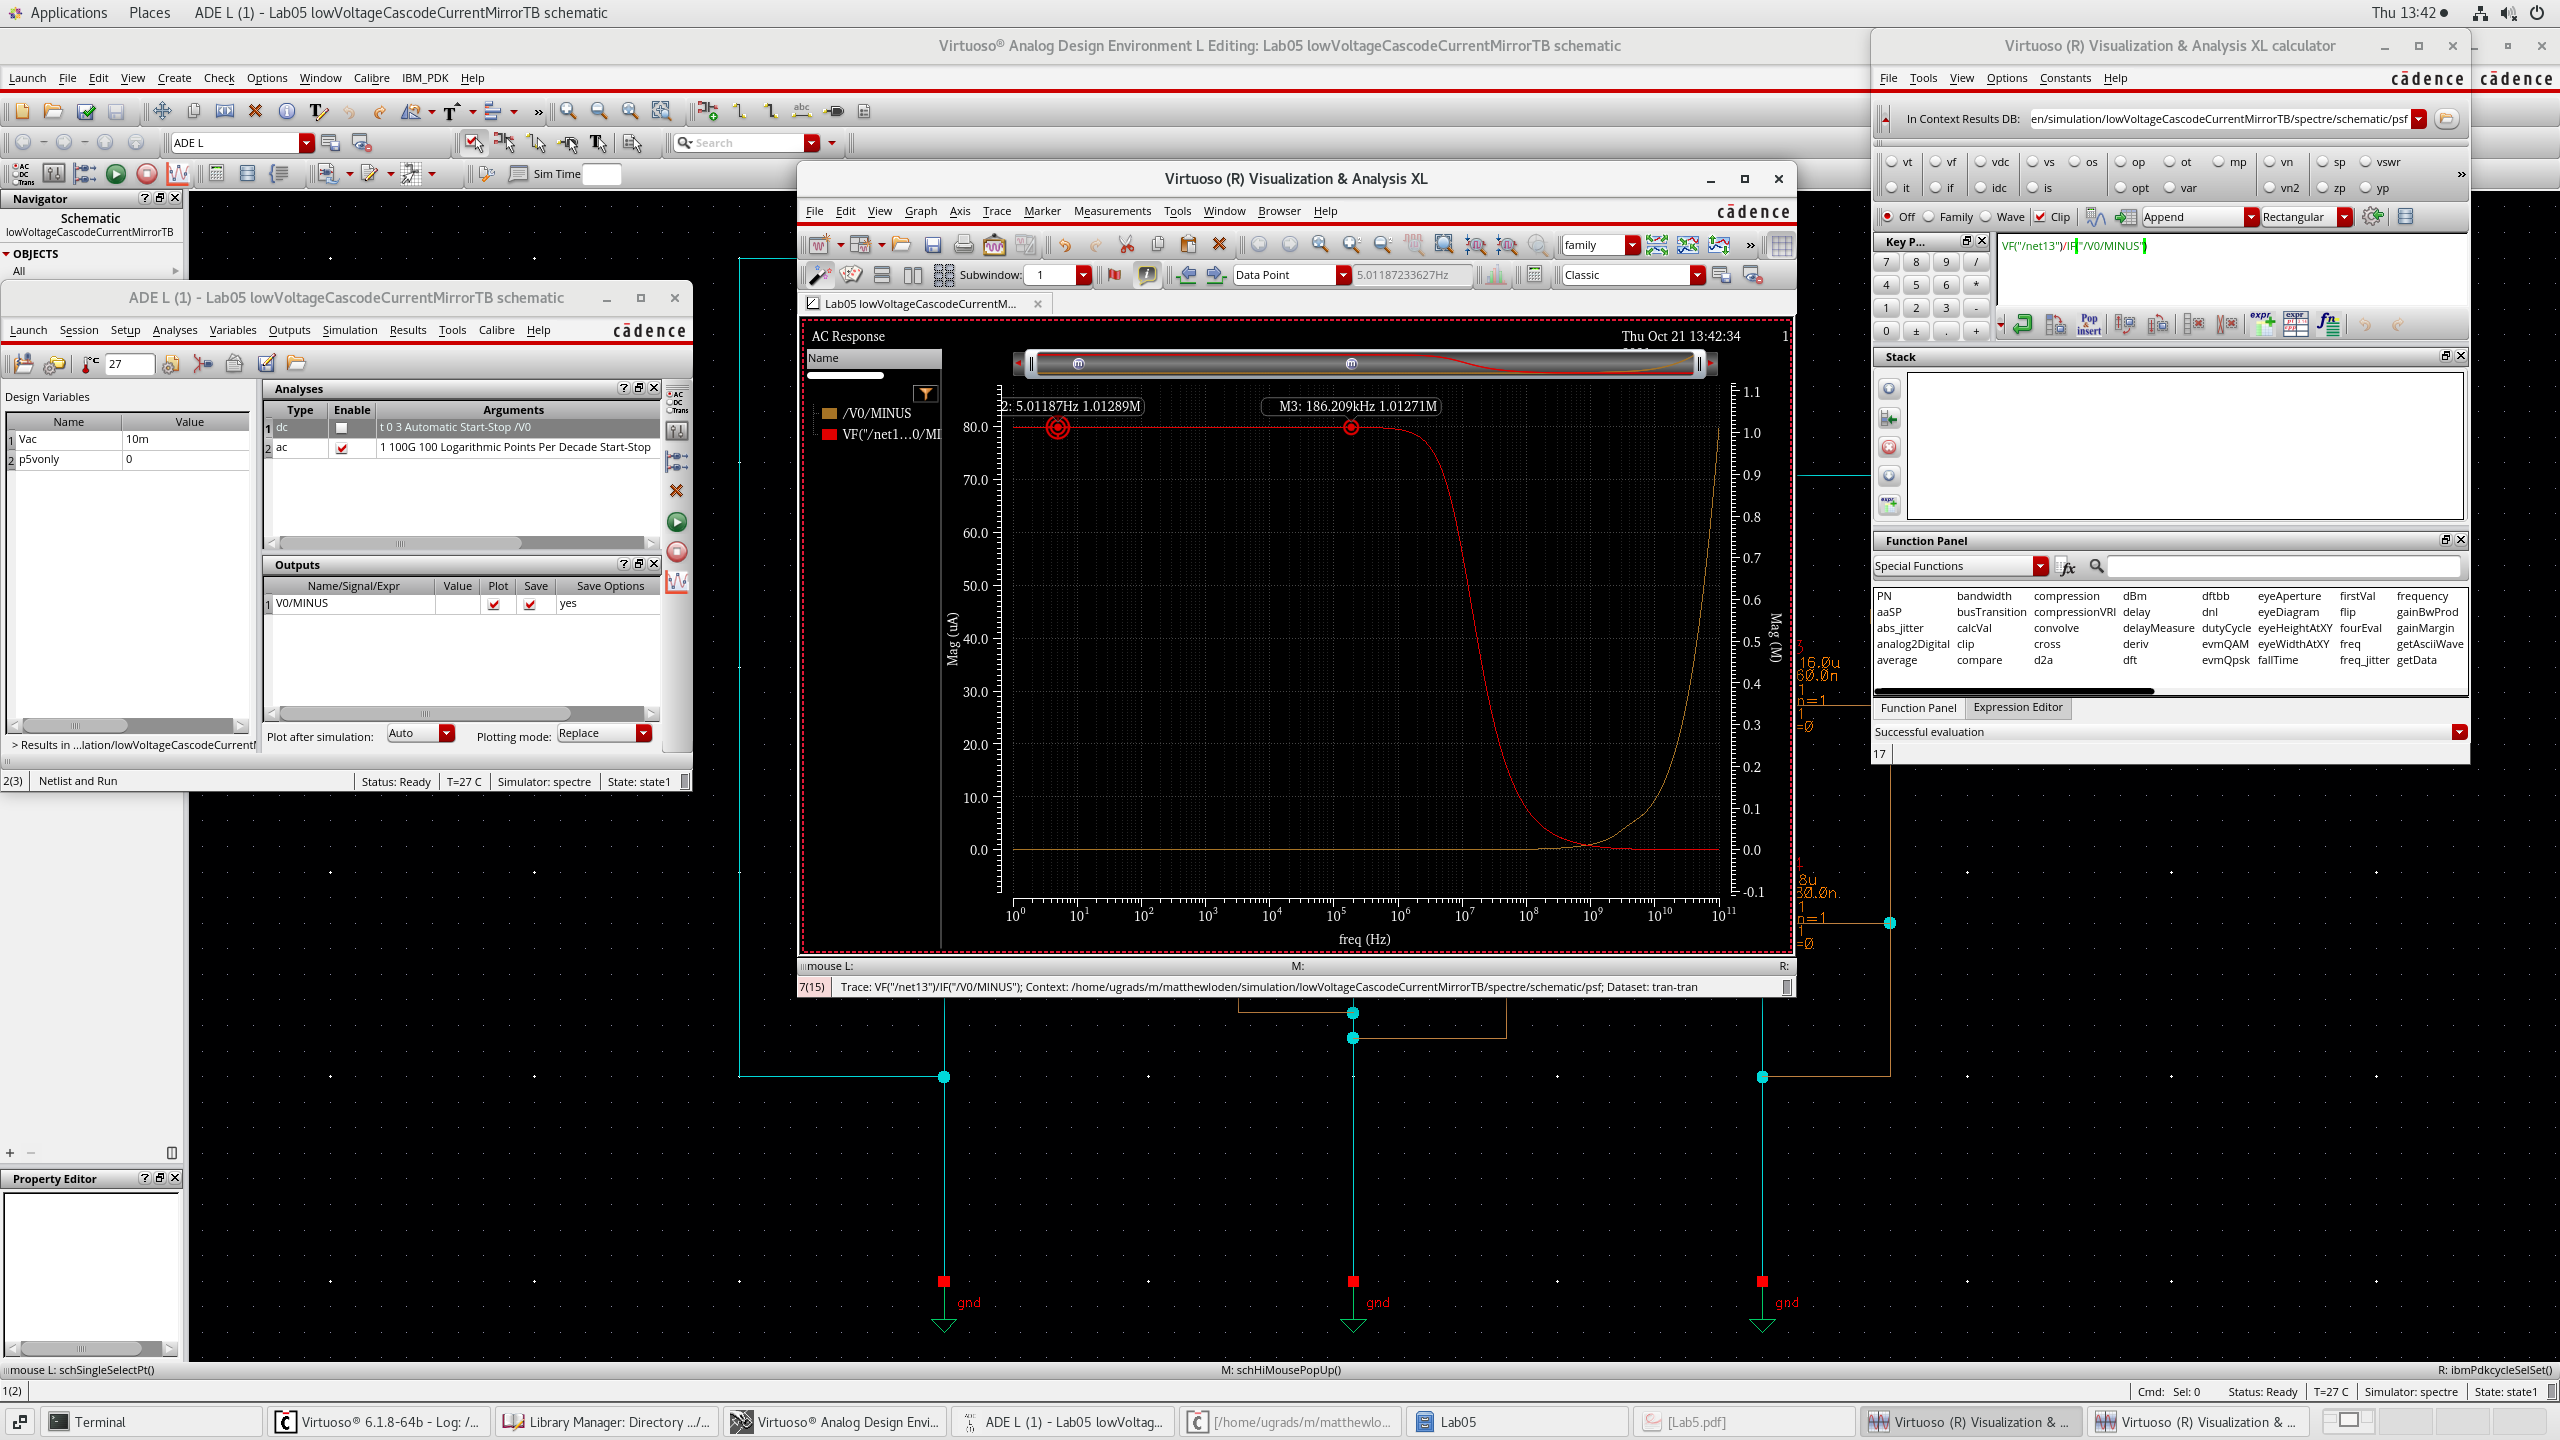 Applications Places ADE L (1) - Lab05 lowVoltageCascodeCurrentMirrorTB schematic
Thu 13:42
Virtuoso® Analog Design Environment L Editing: Lab05 lowVoltageCascodeCurrentMirrorTB schematic
Launch File Edit View Create Check Options Window Calibre IBM_PDK Help
cādence
ADE L
Search
Sim Time
Navigator
Schematic
lowVoltageCascodeCurrentMirrorTB
OBJECTS
All
ADE L (1) - Lab05 lowVoltageCascodeCurrentMirrorTB schematic
Launch Session Setup Analyses Variables Outputs Simulation Results Tools Calibre Help
cādence
27
Design Variables
Name Value
1 Vac 10m
2 p5vonly 0
> Results in ...lation/lowVoltageCascodeCurrentM
Analyses
Type Enable Arguments
1 dc t 0 3 Automatic Start-Stop /V0
2 ac 1 100G 100 Logarithmic Points Per Decade Start-Stop
AC
DC
Trans
Outputs
Name/Signal/Expr Value Plot Save Save Options
1 V0/MINUS yes
Plot after simulation: Auto Plotting mode: Replace
2(3) Netlist and Run Status: Ready T=27 C Simulator: spectre State: state1
Virtuoso (R) Visualization & Analysis XL
File Edit View Graph Axis Trace Marker Measurements Tools Window Browser Help
cādence
family
Subwindow: 1 Data Point 5.01187233627Hz Classic
Lab05 lowVoltageCascodeCurrentM...
AC Response Thu Oct 21 13:42:34 1
Name
/V0/MINUS
VF("/net1...0/MI
2: 5.01187Hz 1.01289M M3: 186.209kHz 1.01271M
80.0
70.0
60.0
50.0
40.0
30.0
20.0
10.0
0.0
Mag (uA)
1.1
1.0
0.9
0.8
0.7
0.6
0.5
0.4
0.3
0.2
0.1
0.0
-0.1
Mag (M)
10^0 10^1 10^2 10^3 10^4 10^5 10^6 10^7 10^8 10^9 10^10 10^11
freq (Hz)
mouse L: M: R:
7(15) Trace: VF("/net13")/IF("/V0/MINUS"); Context: /home/ugrads/m/matthewloden/simulation/lowVoltageCascodeCurrentMirrorTB/spectre/schematic/psf; Dataset: tran-tran
Virtuoso (R) Visualization & Analysis XL calculator
File Tools View Options Constants Help
cādence cādence
In Context Results DB: en/simulation/lowVoltageCascodeCurrentMirrorTB/spectre/schematic/psf
vt vf vdc vs os op ot mp vn sp vswr
it if idc is opt var vn2 zp yp
Off Family Wave Clip Append Rectangular
Key P...
7 8 9 /
4 5 6 *
1 2 3 -
0 ± . +
VF("/net13")/IF("/V0/MINUS")
Pop & insert
Stack
Function Panel
Special Functions
PN bandwidth compression dBm dftbb eyeAperture firstVal frequency
aaSP busTransition compressionVRI delay dnl eyeDiagram flip gainBwProd
abs_jitter calcVal convolve delayMeasure dutyCycle eyeHeightAtXY fourEval gainMargin
analog2Digital clip cross deriv evmQAM eyeWidthAtXY freq getAsciiWave
average compare d2a dft evmQpsk fallTime freq_jitter getData
Function Panel Expression Editor
Successful evaluation
17
16.0u
60.0n
1
n=1
1
=0
8u
n=1
1
=0
gnd gnd gnd
Property Editor
mouse L: schSingleSelectPt() M: schHiMousePopUp() R: ibmPdkcycleSelSet()
1(2) Cmd: Sel: 0 Status: Ready T=27 C Simulator: spectre State: state1
Terminal Virtuoso® 6.1.8-64b - Log: /... Library Manager: Directory .../... Virtuoso® Analog Design Envi... ADE L (1) - Lab05 lowVoltag... [/home/ugrads/m/matthewlo... Lab05 [Lab5.pdf] Virtuoso (R) Visualization & ... Virtuoso (R) Visualization & ...